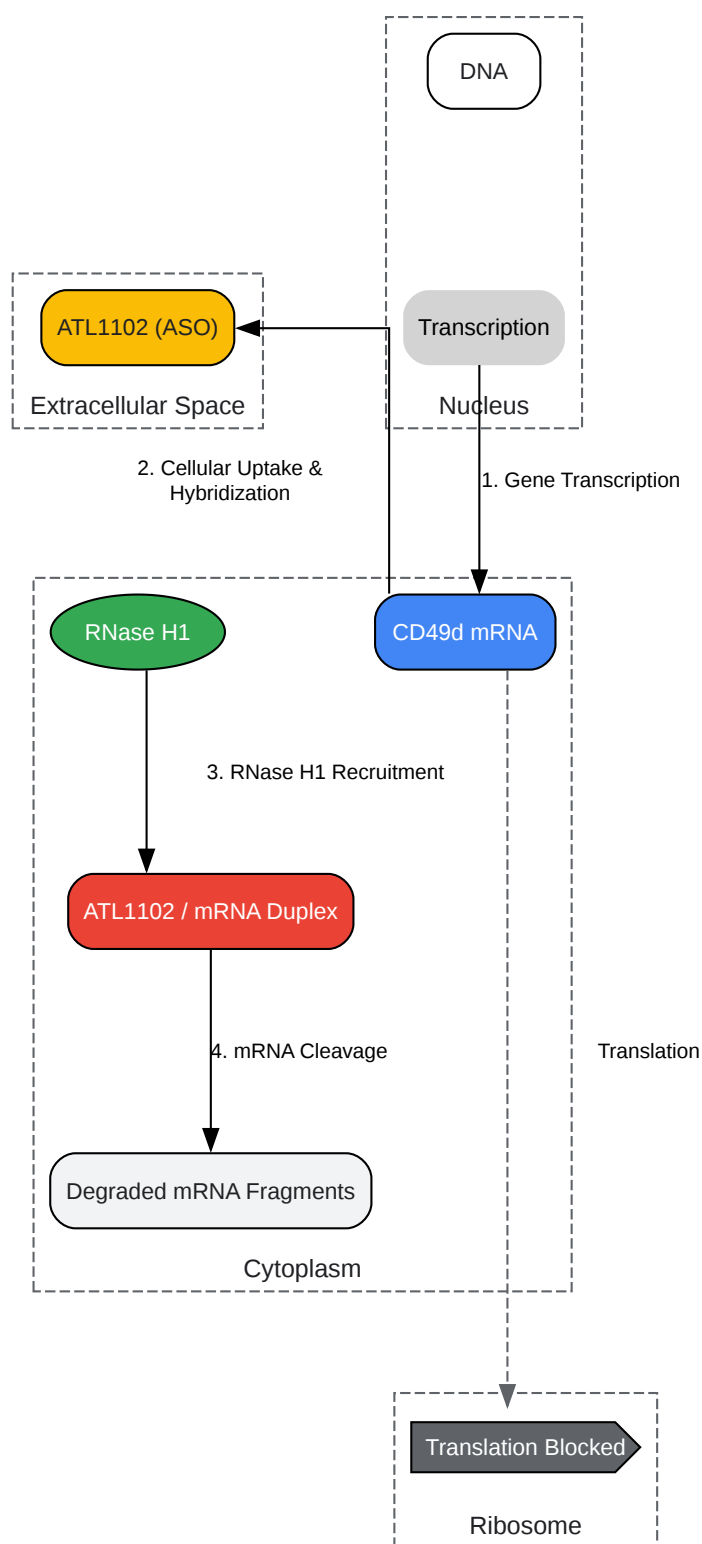 DNA
ATL1102 (ASO)
Transcription
Extracellular Space
Nucleus
2. Cellular Uptake &
Hybridization
1. Gene Transcription
RNase H1
CD49d mRNA
3. RNase H1 Recruitment
ATL1102 / mRNA Duplex
4. mRNA Cleavage
Translation
Degraded mRNA Fragments
Cytoplasm
Translation Blocked
Ribosome